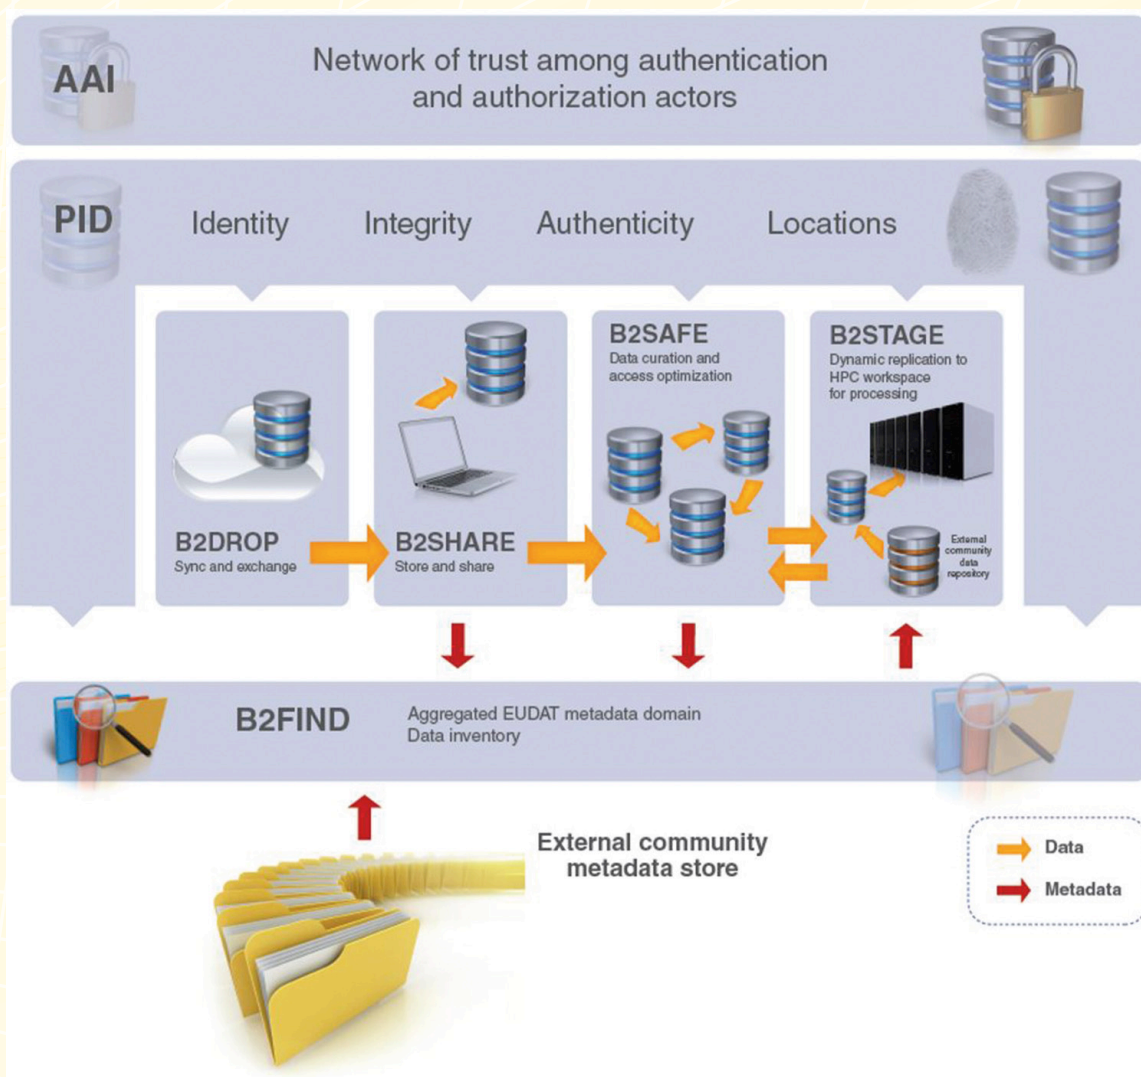 AAI
Network of trust among authentication
and authorization actors
PID
Identity
Integrity
Authenticity
Locations
B2DROP
Sync and exchange
B2SHARE
Store and share
B2SAFE
Data curation and
access optimization
B2STAGE
Dynamic replication to
HPC workspace
for processing
External
community
data
repository
B2FIND
Aggregated EUDAT metadata domain
Data inventory
External community
metadata store
Data
Metadata